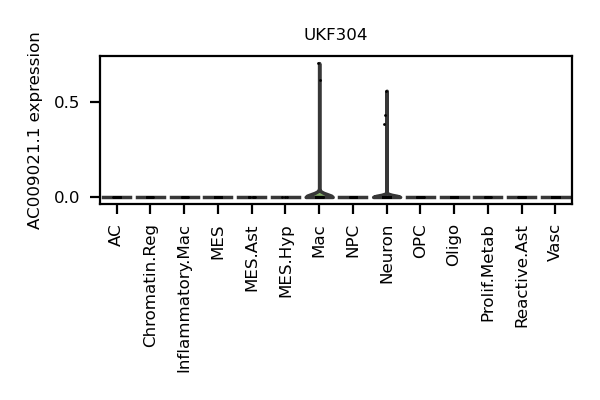 UKF304
AC009021.1 expression
0.5
0.0
AC
Chromatin.Reg
Inflammatory.Mac
MES
MES.Ast
MES.Hyp
Mac
NPC
Neuron
OPC
Oligo
Prolif.Metab
Reactive.Ast
Vasc